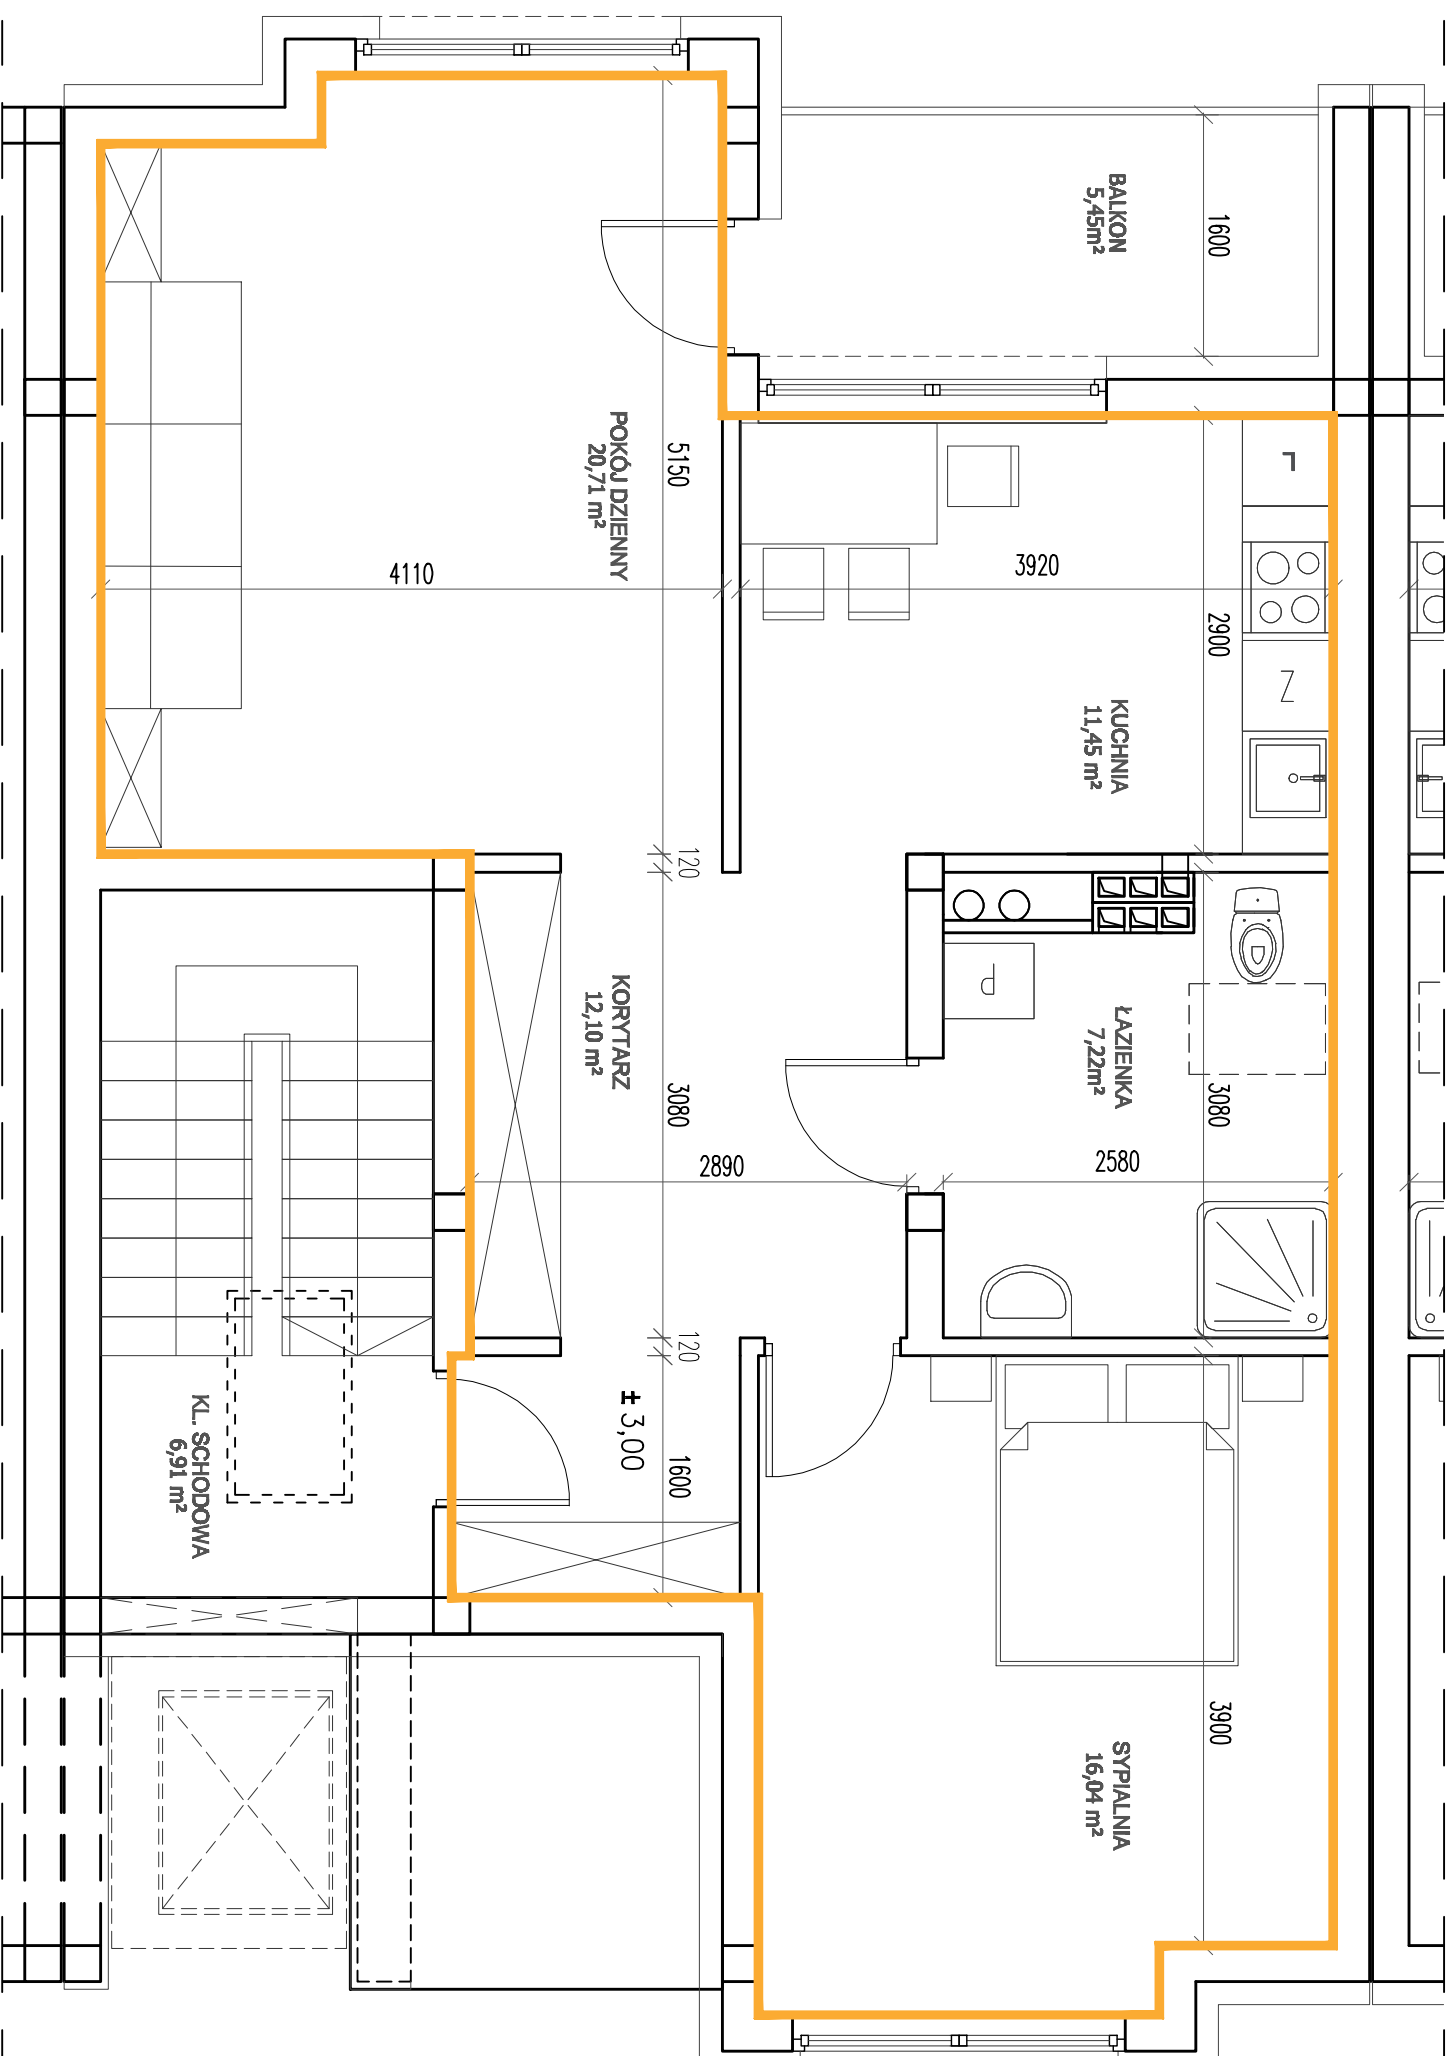 BALKON
5,45m²
1600
POKÓJ DZIENNY
20,71 m²
5150
4110
3920
L
2900
Z
KUCHNIA
11,45 m²
120
KORYTARZ
12,10 m²
3080
2890
P
ŁAZIENKA
7,22m²
3080
2580
120
± 3,00
1600
KL. SCHODOWA
6,91 m²
3900
SYPIALNIA
16,04 m²